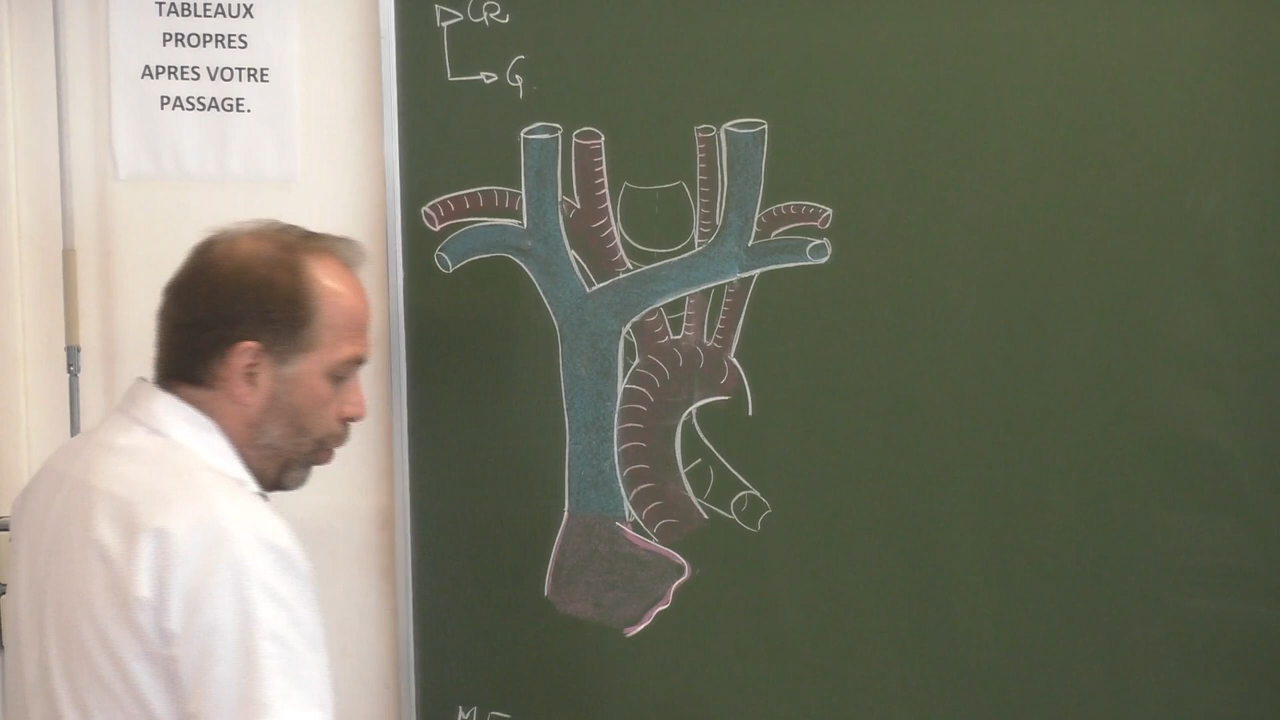 TABLEAUX
PROPRES
APRES VOTRE
PASSAGE.
CR
G